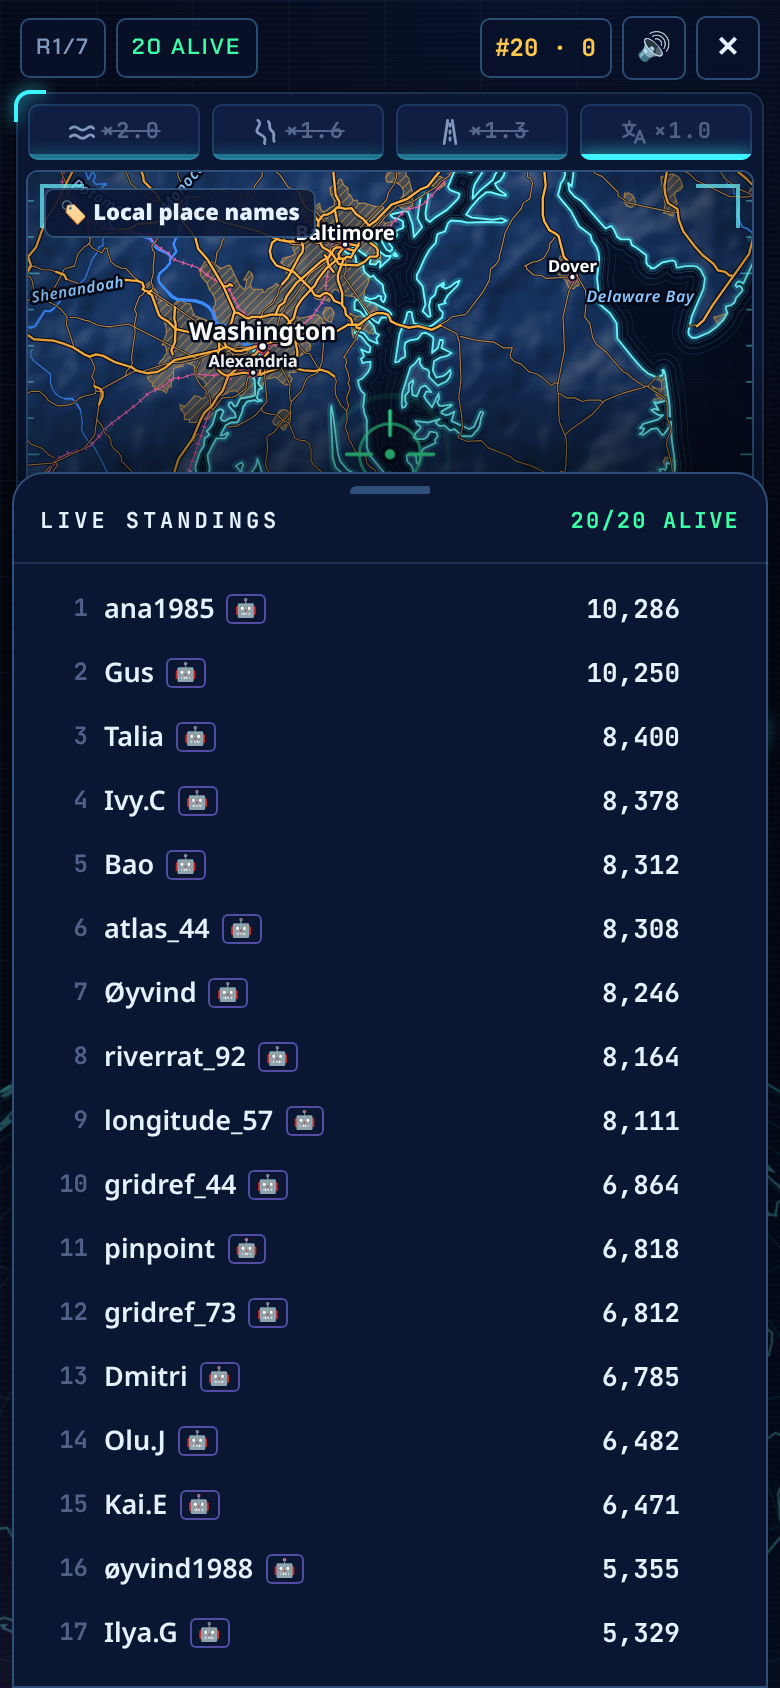 R1/7
20 ALIVE
#20 · 0
×2.0
×1.6
×1.3
×1.0
Local place names
Baltimore
Dover
Shenandoah
Delaware Bay
Washington
Alexandria
LIVE STANDINGS
20/20 ALIVE
1 ana1985 10,286
2 Gus 10,250
3 Talia 8,400
4 Ivy.C 8,378
5 Bao 8,312
6 atlas_44 8,308
7 Øyvind 8,246
8 riverrat_92 8,164
9 longitude_57 8,111
10 gridref_44 6,864
11 pinpoint 6,818
12 gridref_73 6,812
13 Dmitri 6,785
14 Olu.J 6,482
15 Kai.E 6,471
16 øyvind1988 5,355
17 Ilya.G 5,329